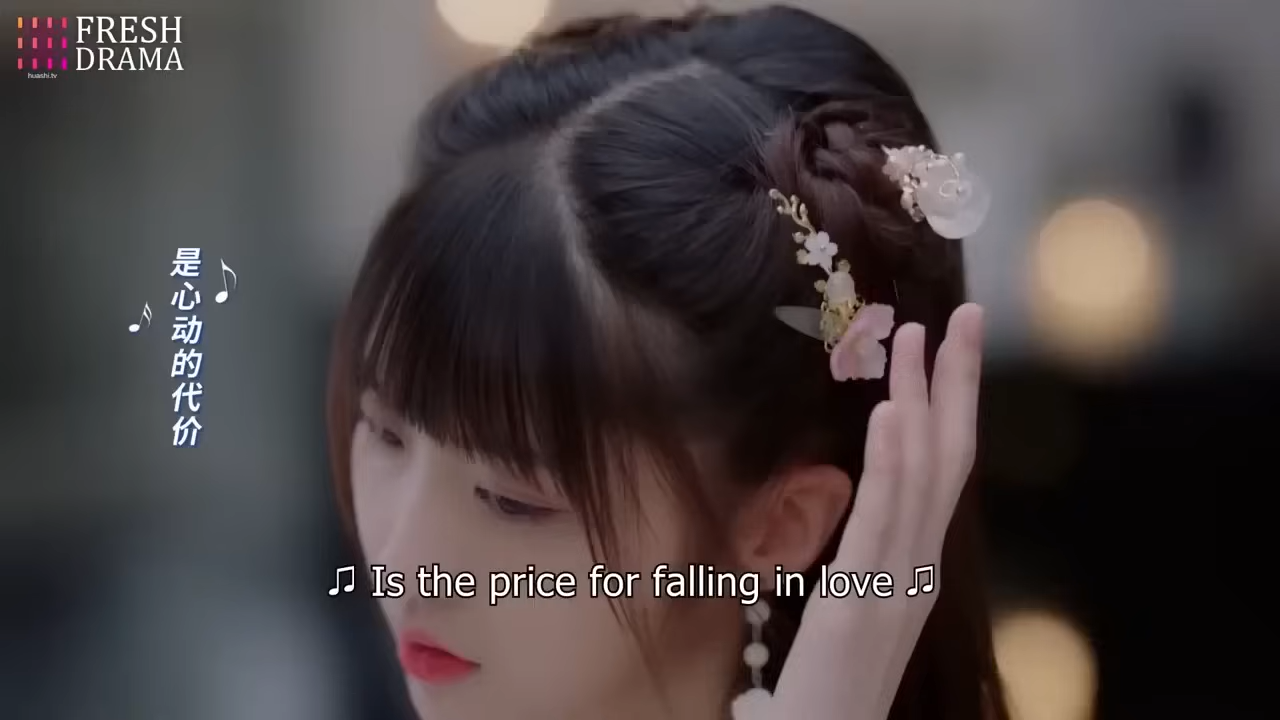 FRESH
DRAMA
huashi.tv
是心动的代价
♫ Is the price for falling in love ♫